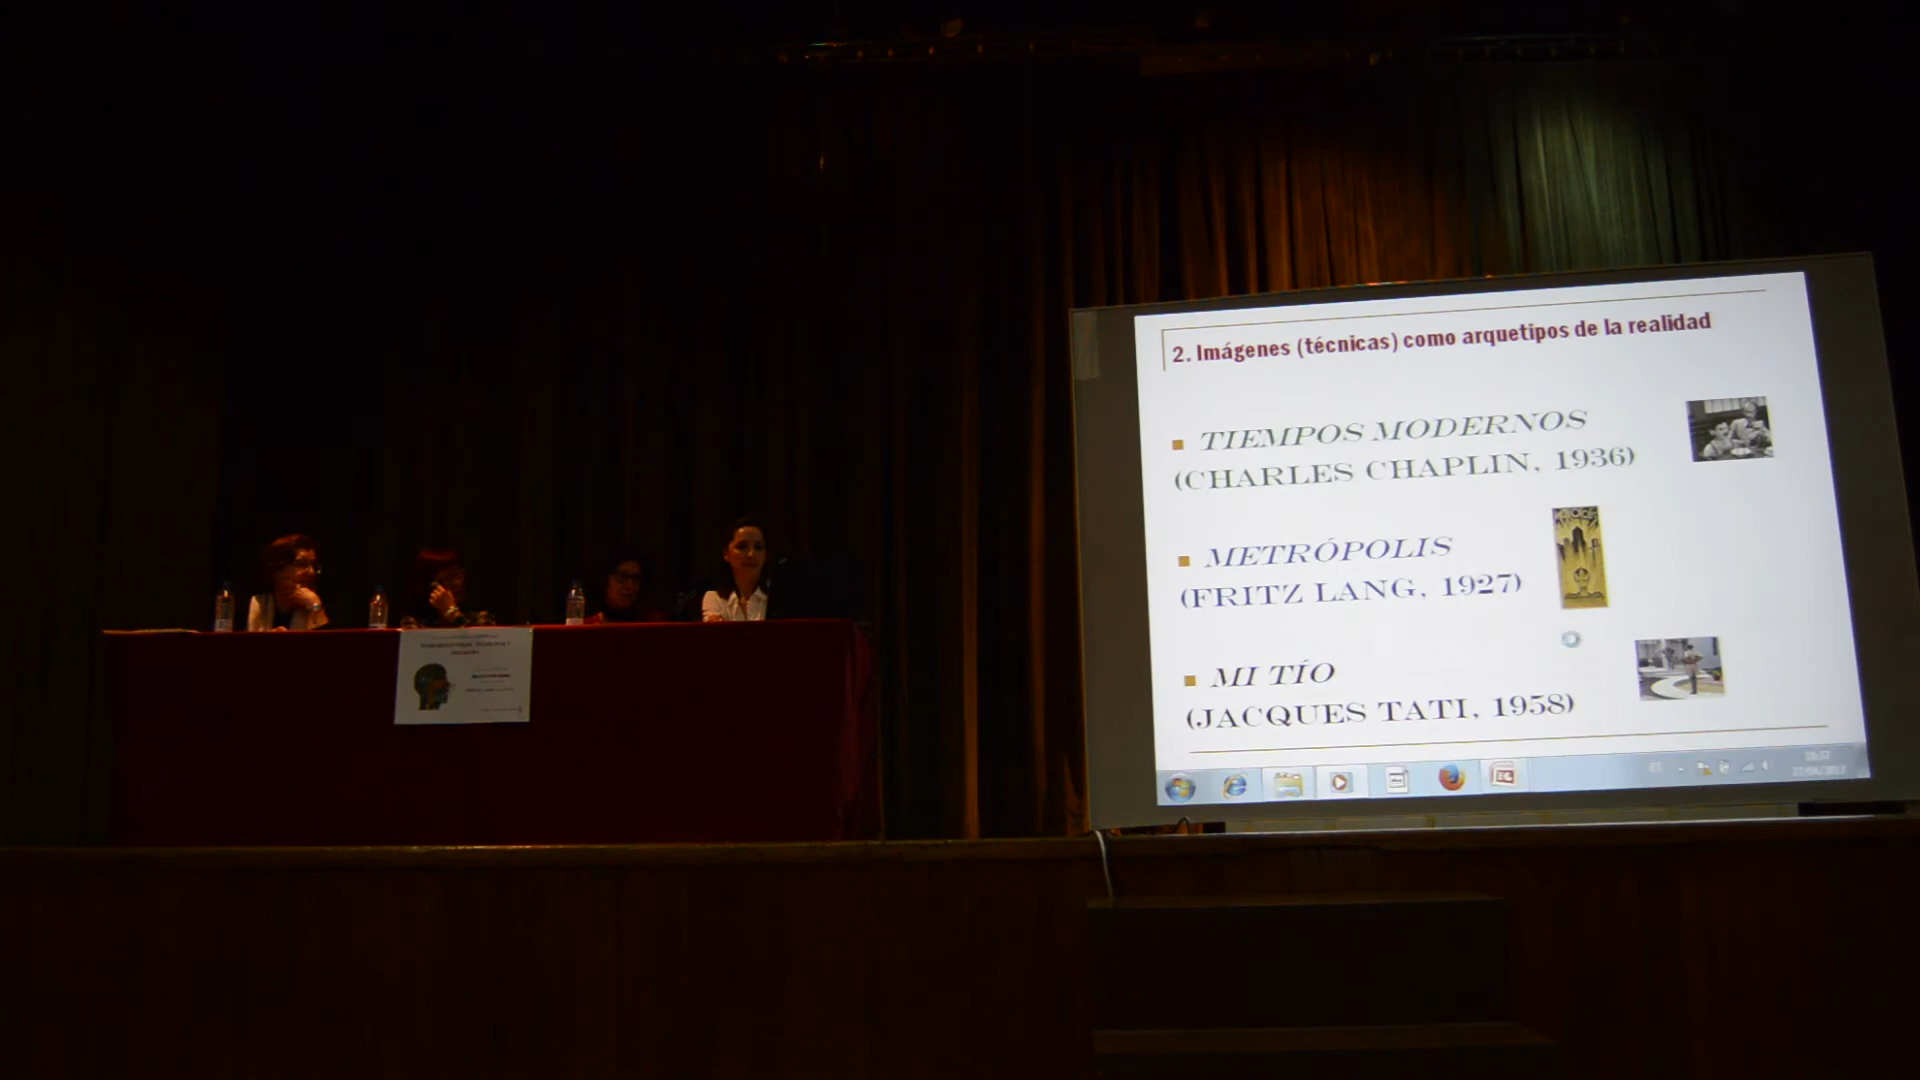 2. Imágenes (técnicas) como arquetipos de la realidad
TIEMPOS MODERNOS
(CHARLES CHAPLIN, 1936)
METRÓPOLIS
(FRITZ LANG, 1927)
MI TÍO
(JACQUES TATI, 1958)
ES